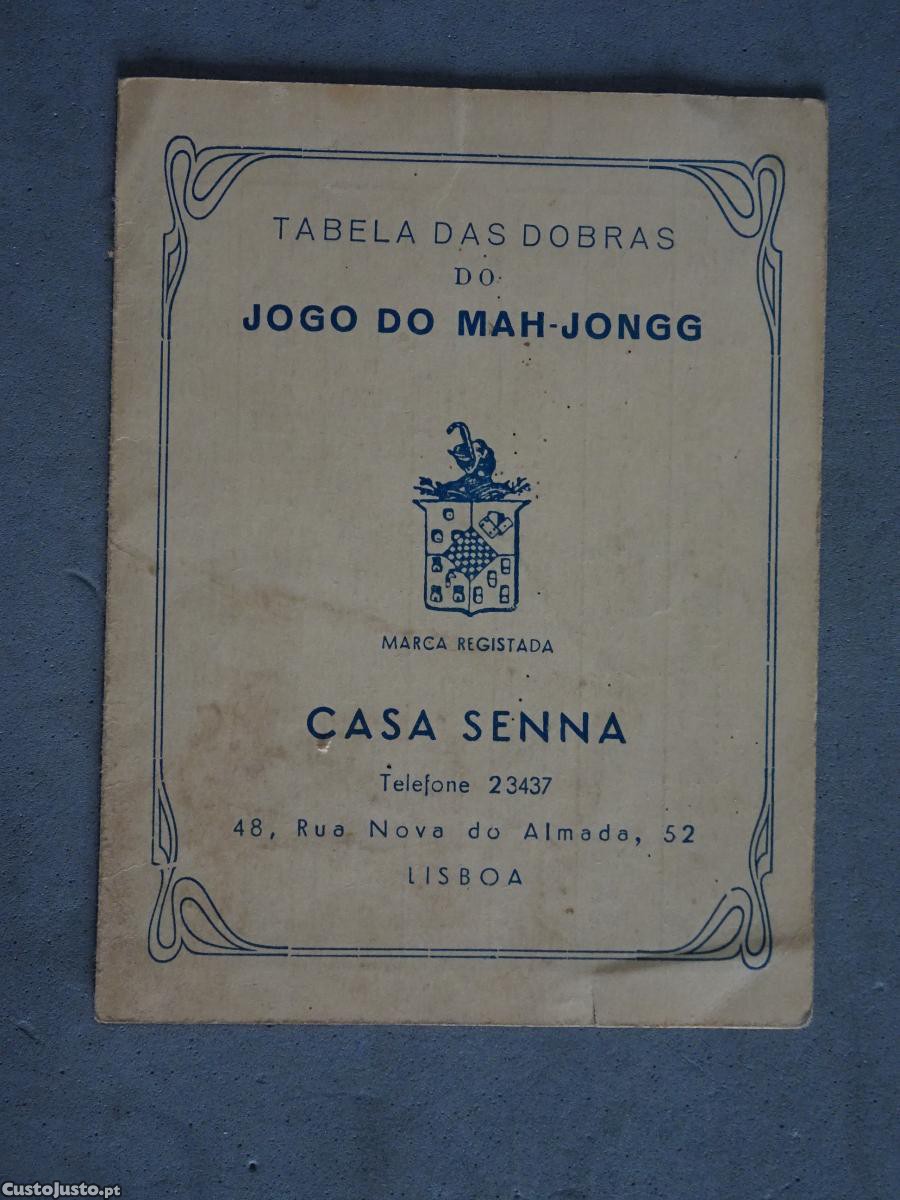 TABELA DAS DOBRAS
DO
JOGO DO MAH-JONGG
MARCA REGISTADA
CASA SENNA
Telefone 23437
48, Rua Nova do Almada, 52
LISBOA
CustoJusto.pt